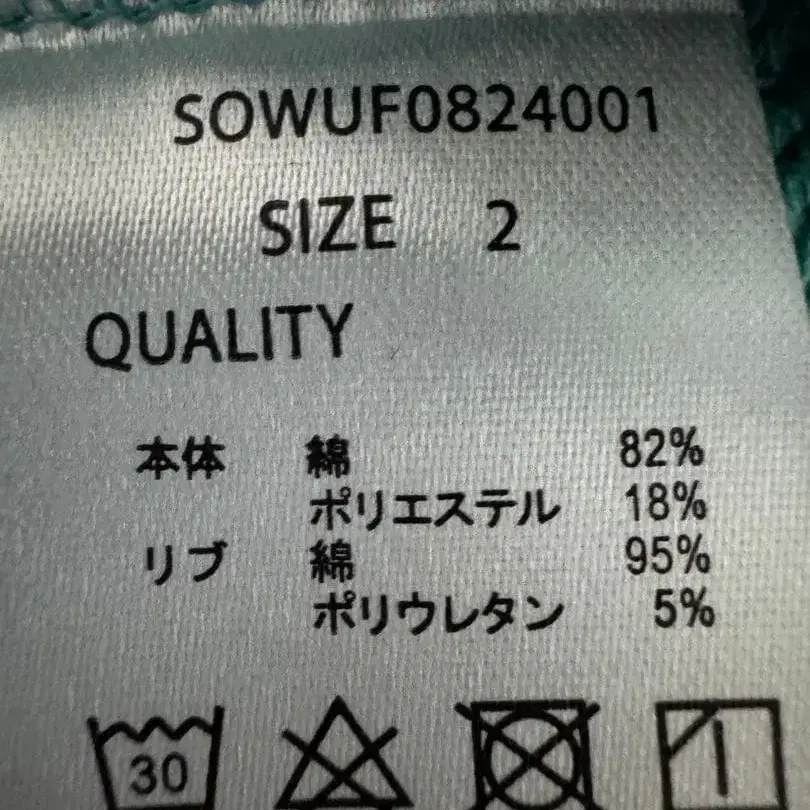 SOWUF0824001
SIZE 2
QUALITY
本体 綿 82%
ポリエステル 18%
リブ 綿 95%
ポリウレタン 5%
30